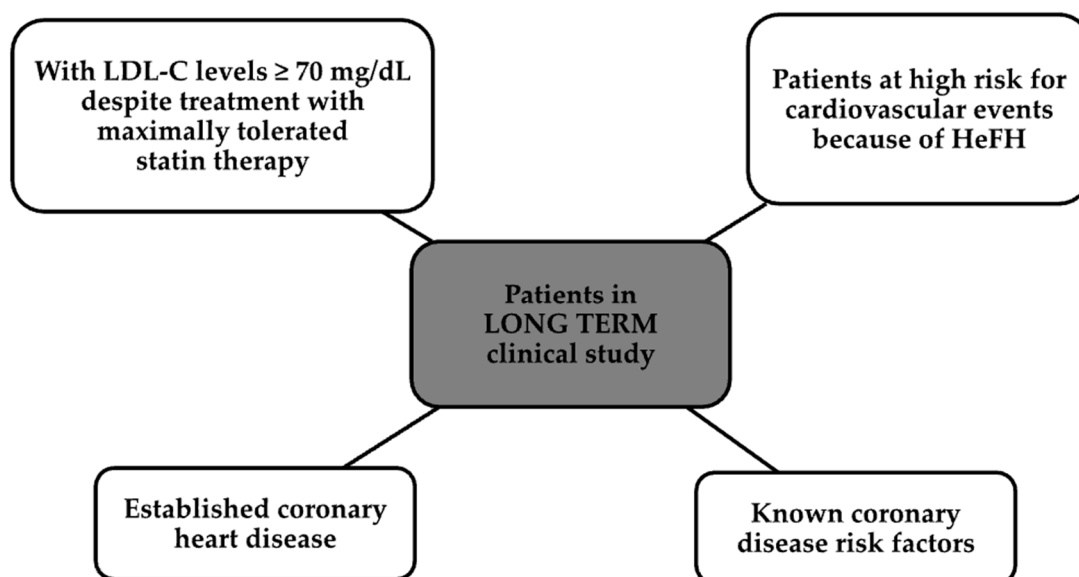 With LDL-C levels ≥ 70 mg/dL
despite treatment with
maximally tolerated
statin therapy
Patients at high risk for
cardiovascular events
because of HeFH
Patients in
LONG TERM
clinical study
Established coronary
heart disease
Known coronary
disease risk factors